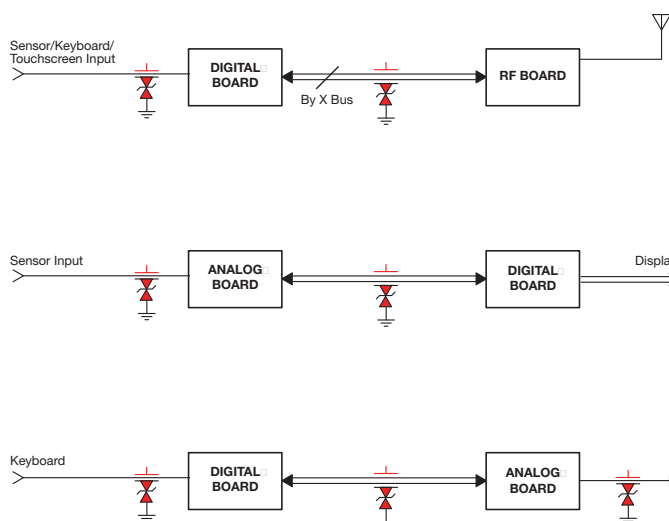 Sensor/Keyboard/
Touchscreen Input
DIGITAL
BOARD
By X Bus
RF BOARD
Sensor Input
ANALOG
BOARD
DIGITAL
BOARD
Displa
Keyboard
DIGITAL
BOARD
ANALOG
BOARD